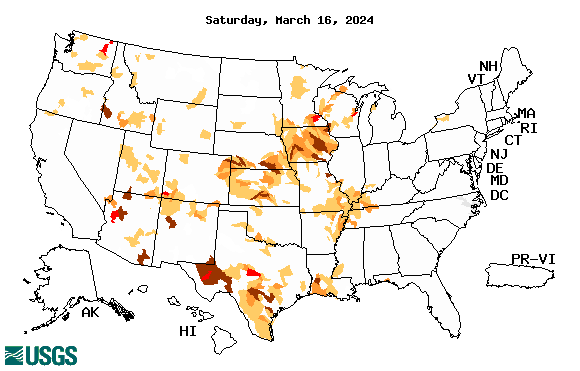 Saturday, March 16, 2024
NH
VT
MA
RI
CT
NJ
DE
MD
DC
PR-VI
AK
HI
USGS